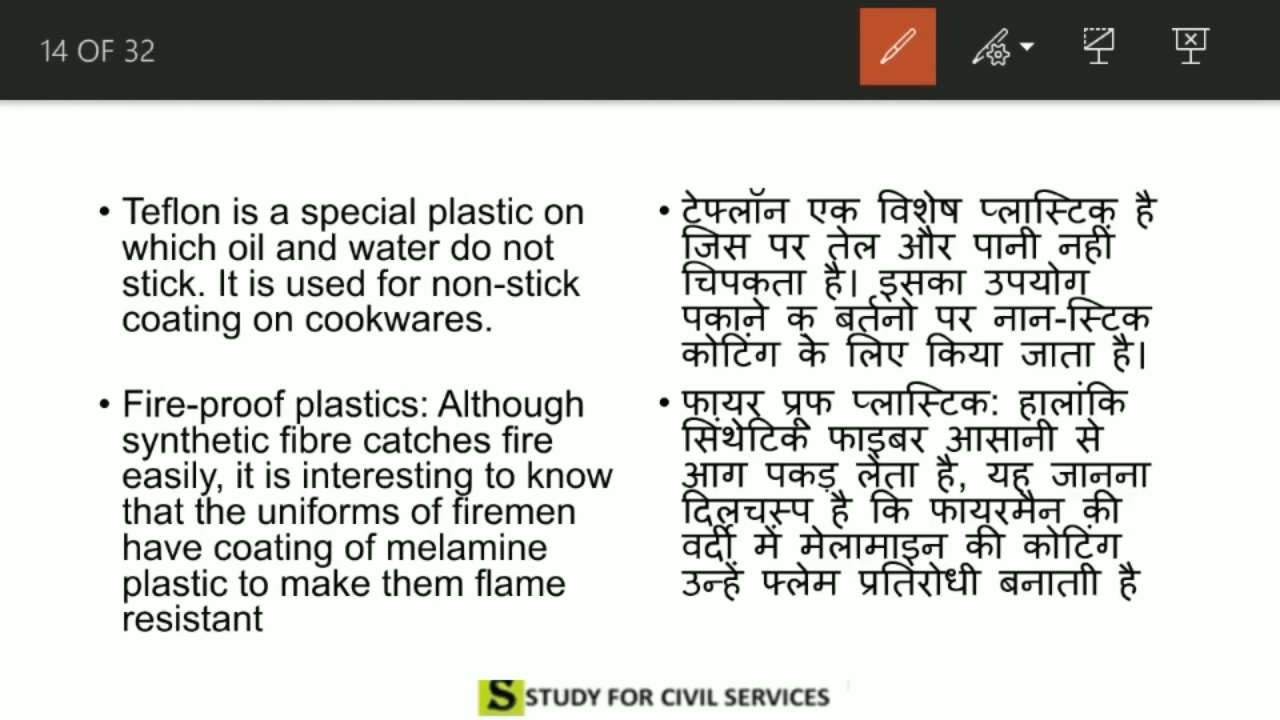 14 OF 32
• Teflon is a special plastic on
which oil and water do not
stick. It is used for non-stick
coating on cookwares.
• Fire-proof plastics: Although
synthetic fibre catches fire
easily, it is interesting to know
that the uniforms of firemen
have coating of melamine
plastic to make them flame
resistant
• टेफ्लॉन एक विशेष प्लास्टिक है
जिस पर तेल और पानी नहीं
चिपकता है। इसका उपयोग
पकाने के बर्तनों पर नान-स्टिक
कोटिंग के लिए किया जाता है।
• फायर प्रूफ प्लास्टिक: हालांकि
सिंथेटिक फाइबर आसानी से
आग पकड़ लेता है, यह जानना
दिलचस्प है कि फायरमैन की
वर्दी में मेलामाइन की कोटिंग
उन्हें फ्लेम प्रतिरोधी बनाताी है
S STUDY FOR CIVIL SERVICES